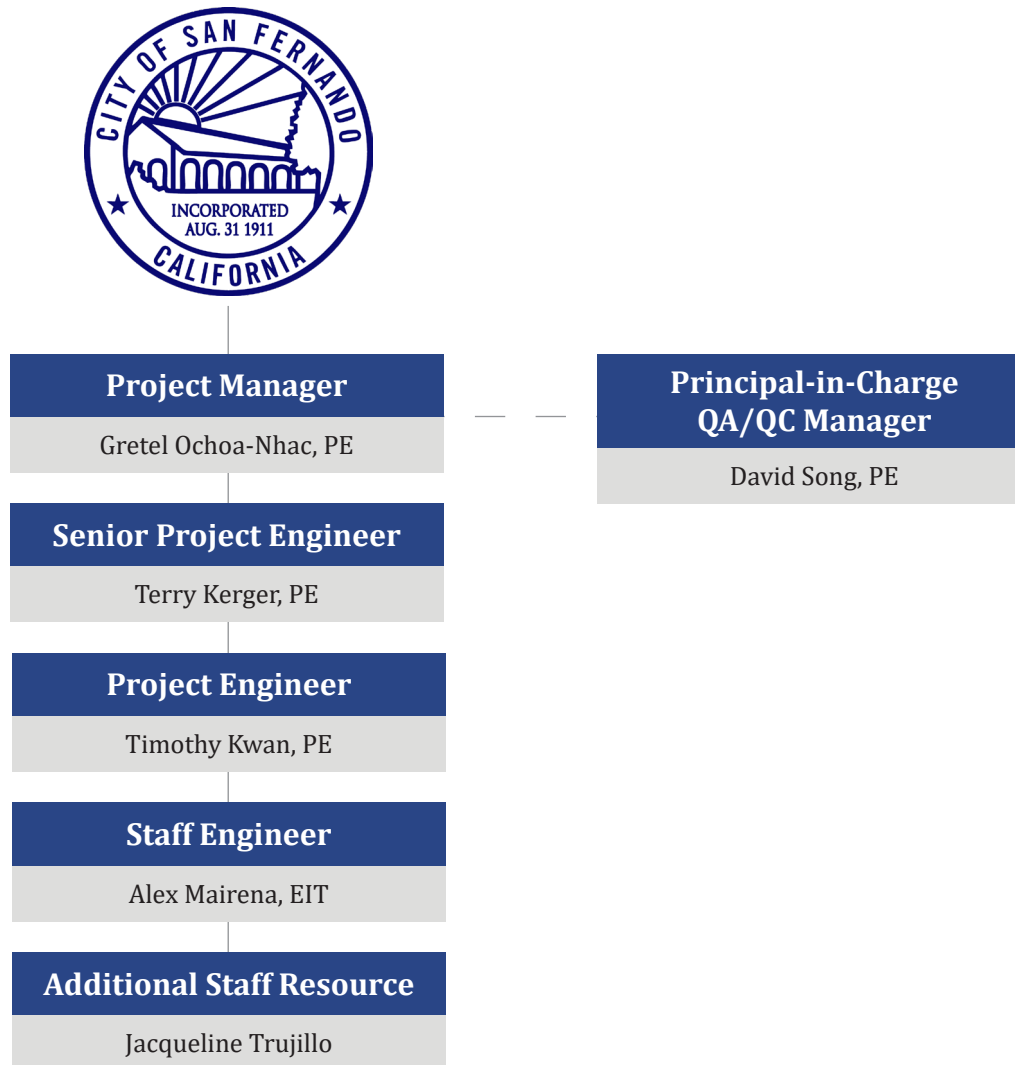 CITY OF SAN FERNANDO
INCORPORATED
AUG. 31 1911
CALIFORNIA
Project Manager
Gretel Ochoa-Nhac, PE
Principal-in-Charge
QA/QC Manager
David Song, PE
Senior Project Engineer
Terry Kerger, PE
Project Engineer
Timothy Kwan, PE
Staff Engineer
Alex Mairena, EIT
Additional Staff Resource
Jacqueline Trujillo